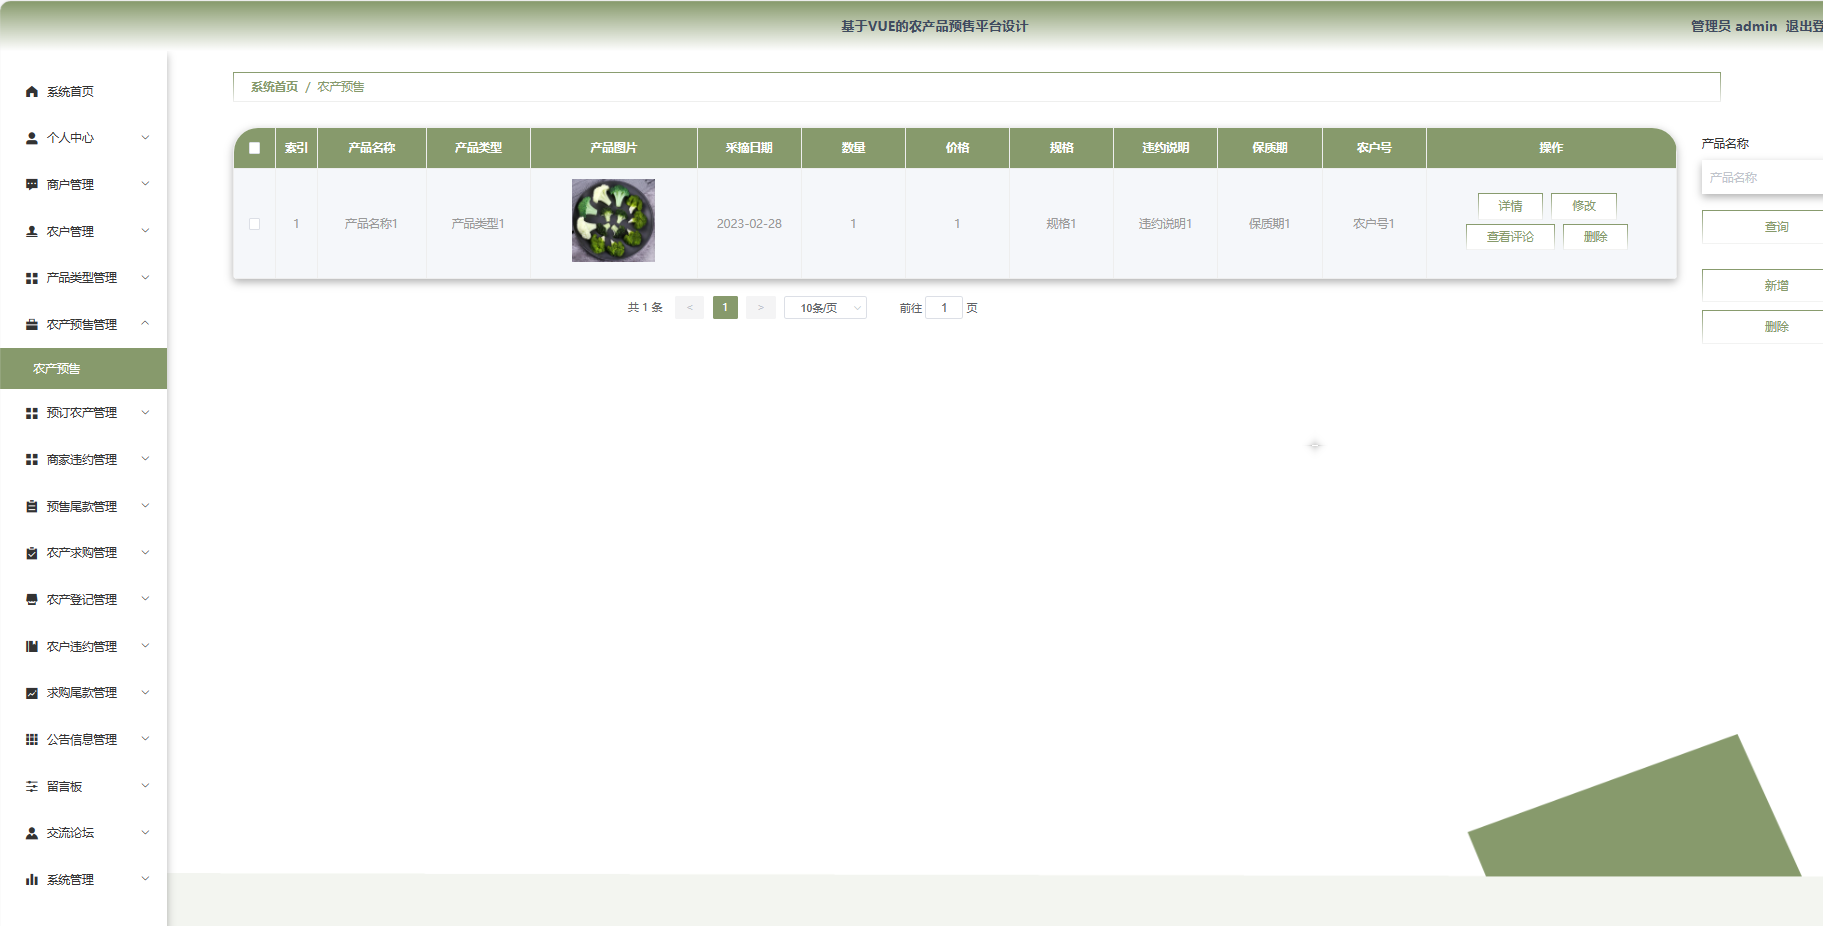 基于VUE的农产品预售平台设计
管理员 admin 退出登
系统首页
个人中心
商户管理
农户管理
产品类型管理
农产预售管理
农产预售
预订农产管理
商家违约管理
预售尾款管理
农产求购管理
农产登记管理
农户违约管理
求购尾款管理
公告信息管理
留言板
交流论坛
系统管理
系统首页 / 农产预售
索引 产品名称 产品类型 产品图片 采摘日期 数量 价格 规格 违约说明 保质期 农户号 操作
1 产品名称1 产品类型1 2023-02-28 1 1 规格1 违约说明1 保质期1 农户号1
详情 修改
查看评论 删除
共 1 条 < 1 > 10条/页 前往 1 页
产品名称
产品名称
查询
新增
删除